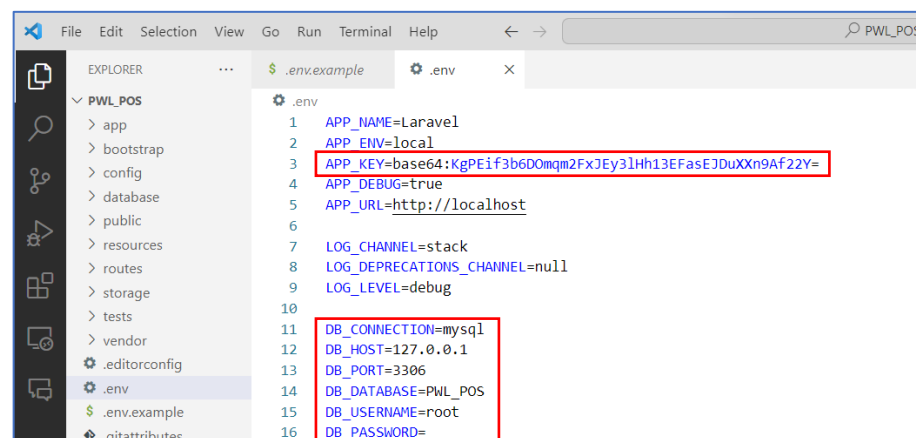 File Edit Selection View Go Run Terminal Help ← → PWL_POS
EXPLORER ...
PWL_POS
> app
> bootstrap
> config
> database
> public
> resources
> routes
> storage
> tests
> vendor
.editorconfig
.env
$ .env.example
.gitattributes
$ .env.example .env ×
.env
1 APP_NAME=Laravel
2 APP_ENV=local
3 APP_KEY=base64:KgPEif3b6DOmqm2FxJEy3lHh13EFasEJDuXXn9Af22Y=
4 APP_DEBUG=true
5 APP_URL=http://localhost
6
7 LOG_CHANNEL=stack
8 LOG_DEPRECATIONS_CHANNEL=null
9 LOG_LEVEL=debug
10
11 DB_CONNECTION=mysql
12 DB_HOST=127.0.0.1
13 DB_PORT=3306
14 DB_DATABASE=PWL_POS
15 DB_USERNAME=root
16 DB_PASSWORD=